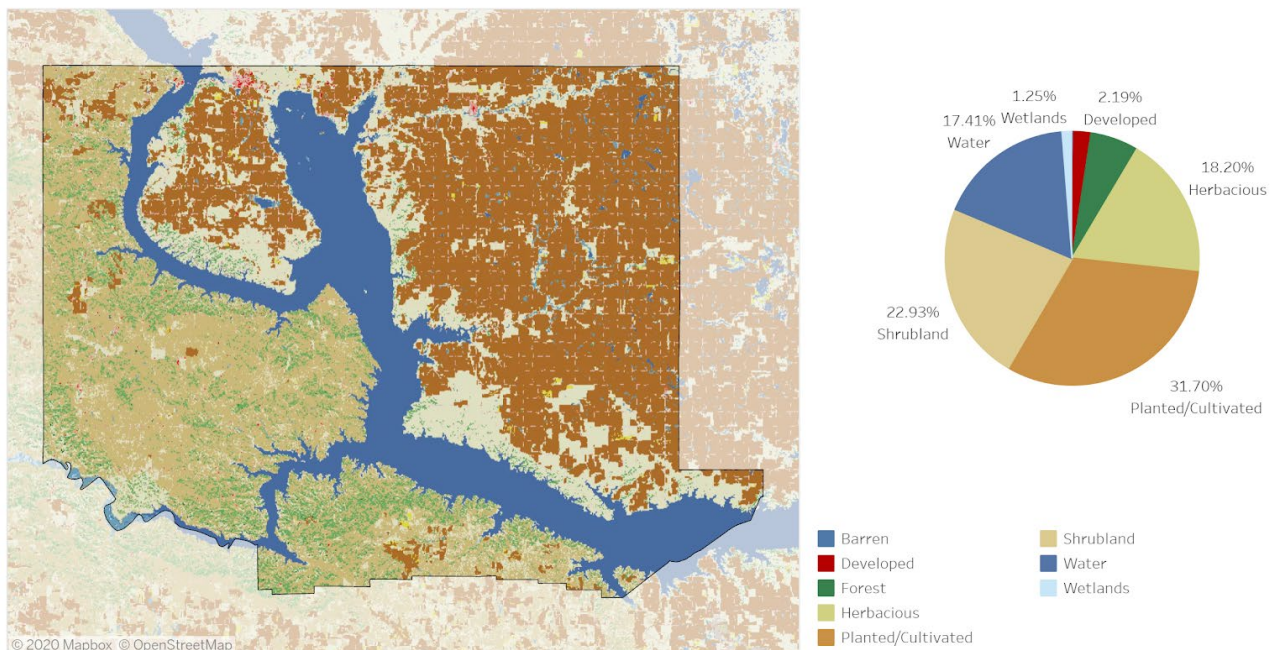 1.25%
Wetlands
2.19%
Developed
17.41%
Water
18.20%
Herbacious
22.93%
Shrubland
31.70%
Planted/Cultivated
Barren
Developed
Forest
Herbacious
Planted/Cultivated
Shrubland
Water
Wetlands
© 2020 Mapbox © OpenStreetMap